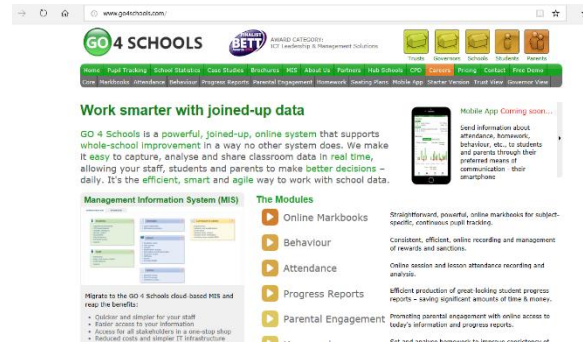 www.go4schools.com/
GO 4 SCHOOLS
FINALIST
BETT
AWARD CATEGORY:
ICT Leadership & Management Solutions
Trusts Governors Schools Students Parents
Home Pupil Tracking School Statistics Case Studies Brochures MIS About Us Partners Hub Schools CPD Careers Pricing Contact Free Demo
Core Markbooks Attendance Behaviour Progress Reports Parental Engagement Homework Seating Plans Mobile App Starter Version Trust View Governor View
Work smarter with joined-up data
GO 4 Schools is a powerful, joined-up, online system that supports
whole-school improvement in a way no other system does. We make
it easy to capture, analyse and share classroom data in real time,
allowing your staff, students and parents to make better decisions –
daily. It's the efficient, smart and agile way to work with school data.
Mobile App Coming soon...
Send information about
attendance, homework,
behaviour, etc., to students
and parents through their
preferred means of
communication - their
smartphone
Management Information System (MIS)
Migrate to the GO 4 Schools cloud-based MIS and
reap the benefits:
• Quicker and simpler for your staff
• Easier access to your information
• Access for all stakeholders in a one-stop shop
• Reduced costs and simpler IT infrastructure
The Modules
Online Markbooks
Straightforward, powerful, online markbooks for subject-
specific, continuous pupil tracking.
Behaviour
Consistent, efficient, online recording and management
of rewards and sanctions.
Attendance
Online session and lesson attendance recording and
analysis.
Progress Reports
Efficient production of great-looking student progress
reports – saving significant amounts of time & money.
Parental Engagement
Promoting parental engagement with online access to
today's information and progress reports.
Set and analyse homework to improve consistency of